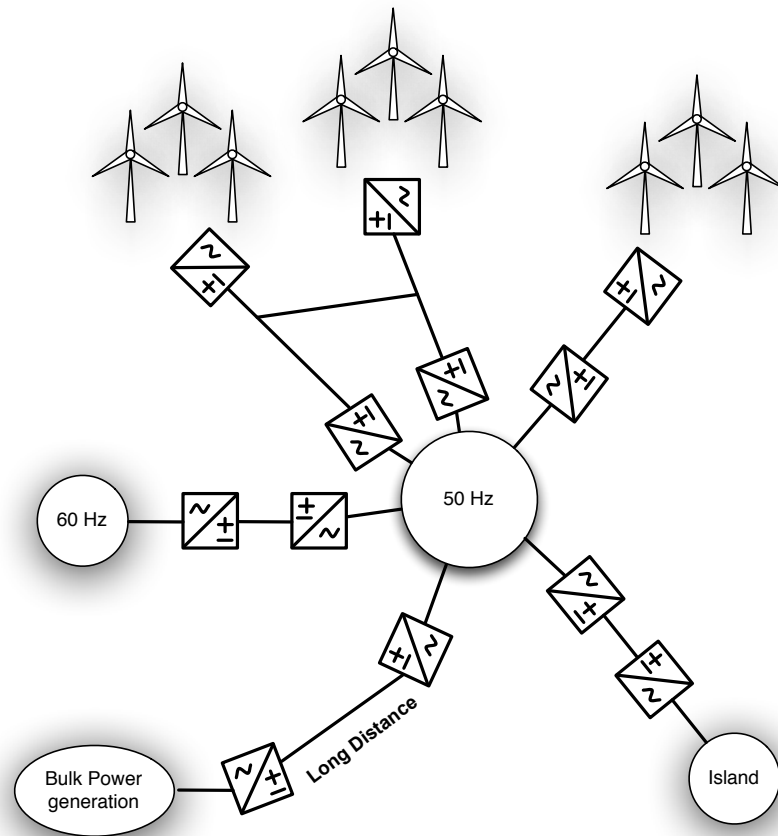 60 Hz
50 Hz
Long Distance
Bulk Power
generation
Island